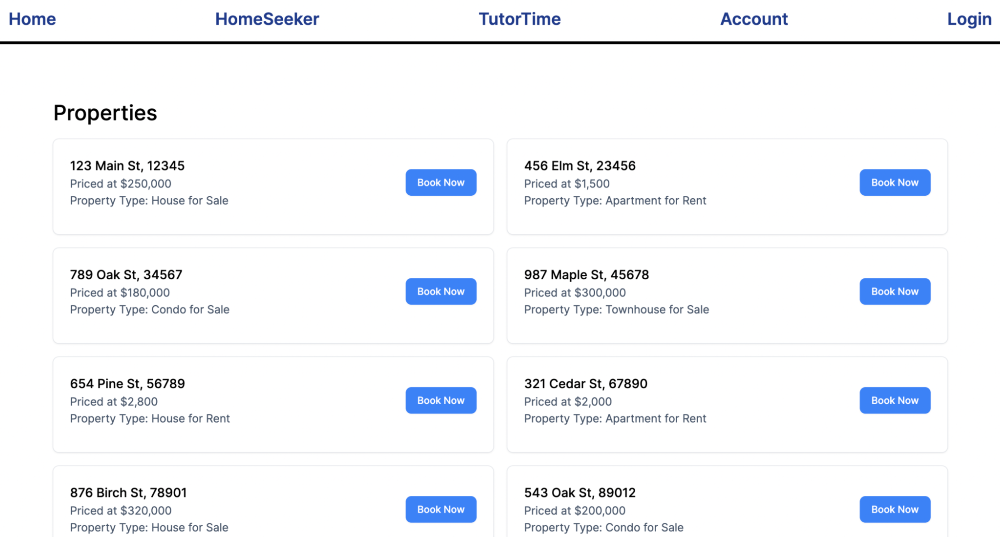 Home HomeSeeker TutorTime Account Login
Properties
123 Main St, 12345
Priced at $250,000
Property Type: House for Sale
Book Now
456 Elm St, 23456
Priced at $1,500
Property Type: Apartment for Rent
Book Now
789 Oak St, 34567
Priced at $180,000
Property Type: Condo for Sale
Book Now
987 Maple St, 45678
Priced at $300,000
Property Type: Townhouse for Sale
Book Now
654 Pine St, 56789
Priced at $2,800
Property Type: House for Rent
Book Now
321 Cedar St, 67890
Priced at $2,000
Property Type: Apartment for Rent
Book Now
876 Birch St, 78901
Priced at $320,000
Property Type: House for Sale
Book Now
543 Oak St, 89012
Priced at $200,000
Property Type: Condo for Sale
Book Now